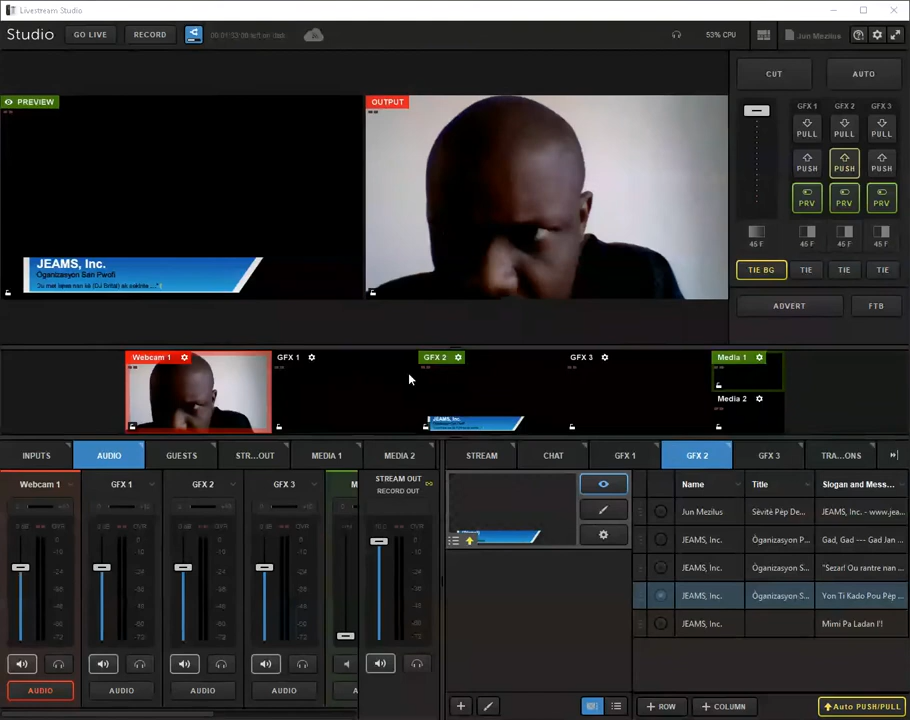 Livestream Studio
Studio
GO LIVE
RECORD
53% CPU
Jun Mezilus
PREVIEW
OUTPUT
JEAMS, Inc.
CUT
AUTO
GFX 1
GFX 2
GFX 3
PULL
PULL
PULL
PUSH
PUSH
PUSH
PRV
PRV
PRV
45 F
45 F
45 F
45 F
TIE BG
TIE
TIE
TIE
ADVERT
FTB
Webcam 1
GFX 1
GFX 2
GFX 3
Media 1
Media 2
JEAMS, Inc.
INPUTS
AUDIO
GUESTS
STR...OUT
MEDIA 1
MEDIA 2
STREAM
CHAT
GFX 1
GFX 2
GFX 3
TRA...ONS
Webcam 1
GFX 1
GFX 2
GFX 3
M
STREAM OUT
RECORD OUT
Name
Title
Slogan and Mess...
Jun Mezilus
Sèvitè Pèp De...
JEAMS, Inc. - www.jea...
JEAMS, Inc.
Òganizasyon P...
Gad, Gad --- Gad Jan ...
JEAMS, Inc.
Òganizasyon S...
"Sezar! Ou rantre nan ...
JEAMS, Inc.
Òganizasyon S...
Yon Ti Kado Pou Pèp ...
JEAMS, Inc.
Mimi Pa Ladan l'!
AUDIO
AUDIO
AUDIO
AUDIO
A
+ ROW
+ COLUMN
Auto PUSH/PULL